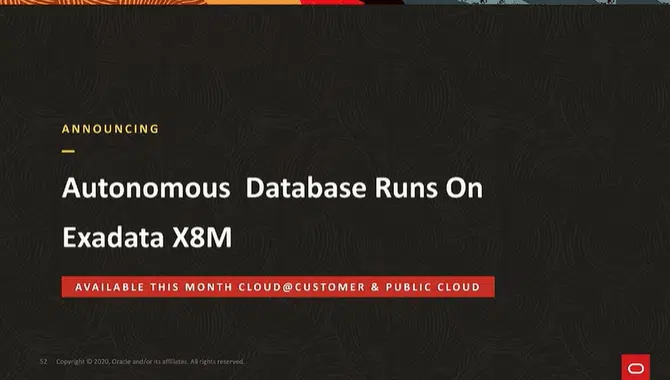 ANNOUNCING
Autonomous Database Runs On
Exadata X8M
AVAILABLE THIS MONTH CLOUD@CUSTOMER & PUBLIC CLOUD
52 Copyright © 2020, Oracle and/or its affiliates. All rights reserved.